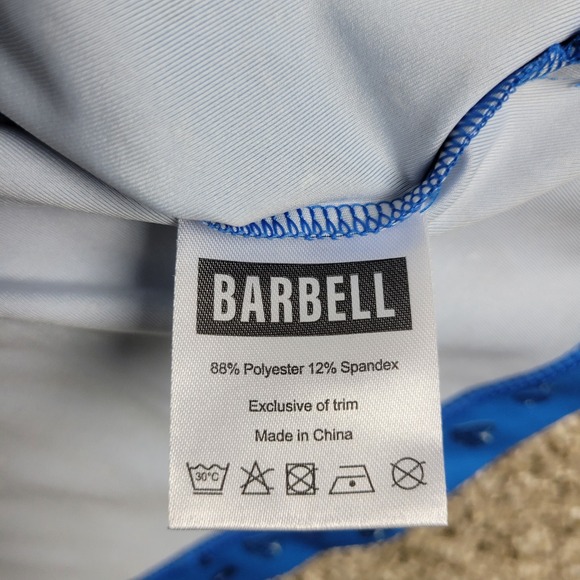 BARBELL
88% Polyester 12% Spandex
Exclusive of trim
Made in China
30°C